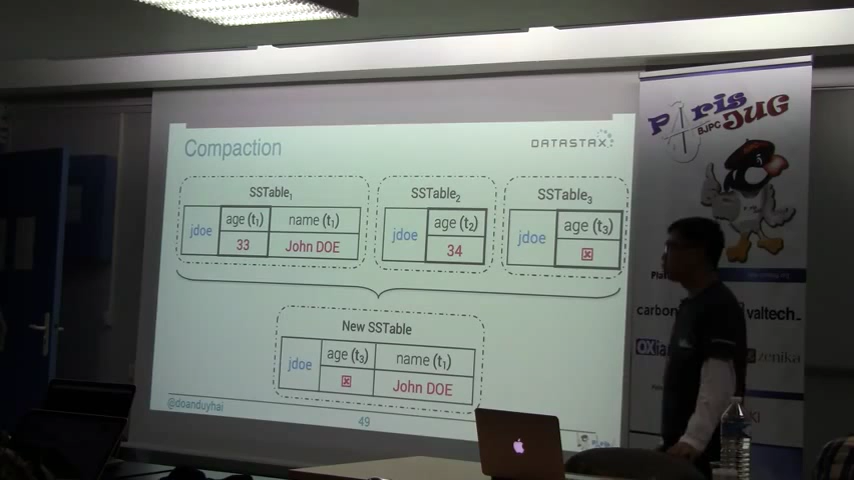 Compaction
DATASTAX
SSTable1
jdoe
age (t1)
name (t1)
33
John DOE
SSTable2
jdoe
age (t2)
34
SSTable3
jdoe
age (t3)
New SSTable
jdoe
age (t3)
name (t1)
John DOE
@doanduyhai
49
Paris
BJPC
JUG
carbon
valtech_
zenika